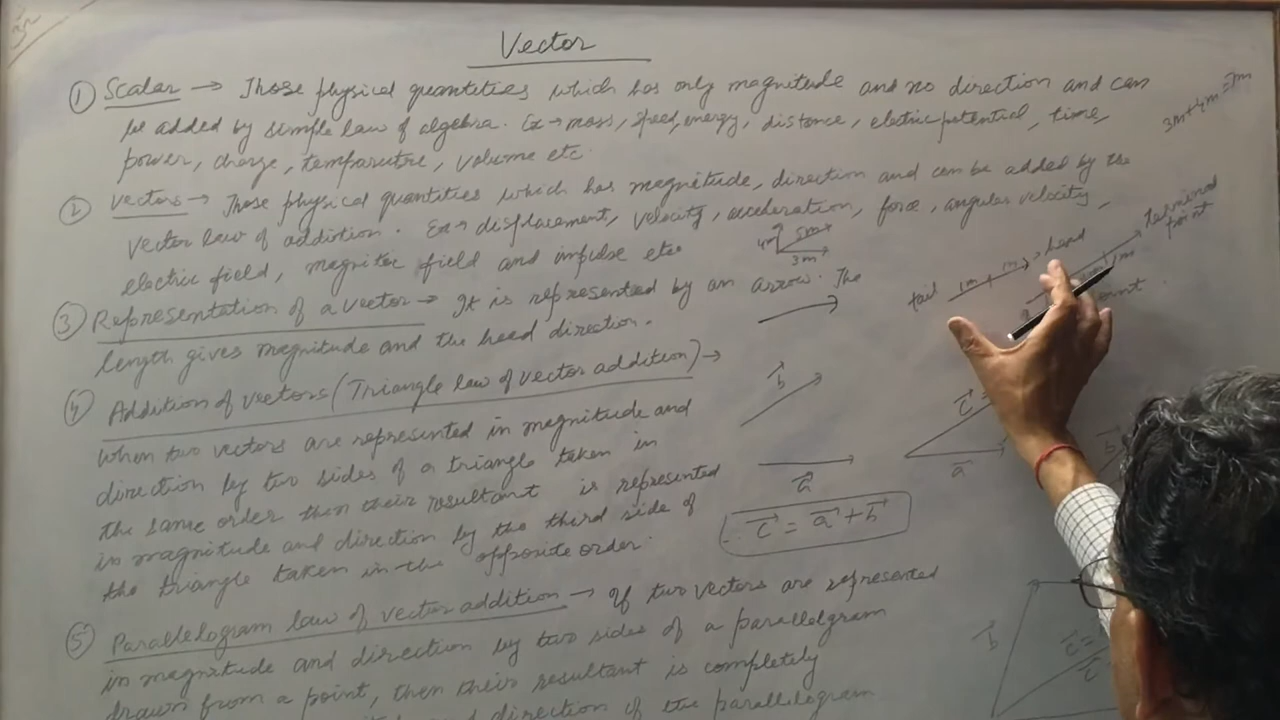 Vector
① Scalar → Those physical quantities which has only magnitude and no direction and can
be added by simple law of algebra. Ex → mass, speed, energy, distance, electric potential, time,
power, charge, temparutre, volume etc.
3m+4m=7m
② Vectors → Those physical quantities which has magnitude, direction and can be added by the
vector law of addition. Ex → displacement, velocity, acceleration, force, angular velocity,
electric field, magnitec field and impulse etc.
4m 5m
3m
tail 1m 1m head
terminal
point
1m
③ Representation of a vector → It is represented by an arrow. The
length gives magnitude and the head direction.
④ Addition of vectors (Triangle law of vector addition) →
When two vectors are represented in magnitude and
direction by two sides of a triangle taken in
the same order then their resultant is represented
in magnitude and direction by the third side of
the triangle taken in the opposite order.
b
a
c =
a
b
∴ c = a + b
⑤ Parallelogram law of vector addition → If two vectors are represented
in magnitude and direction by two sides of a parallelgram
drawn from a point, then their resultant is completely
direction of the parallelogram
b
c =
c